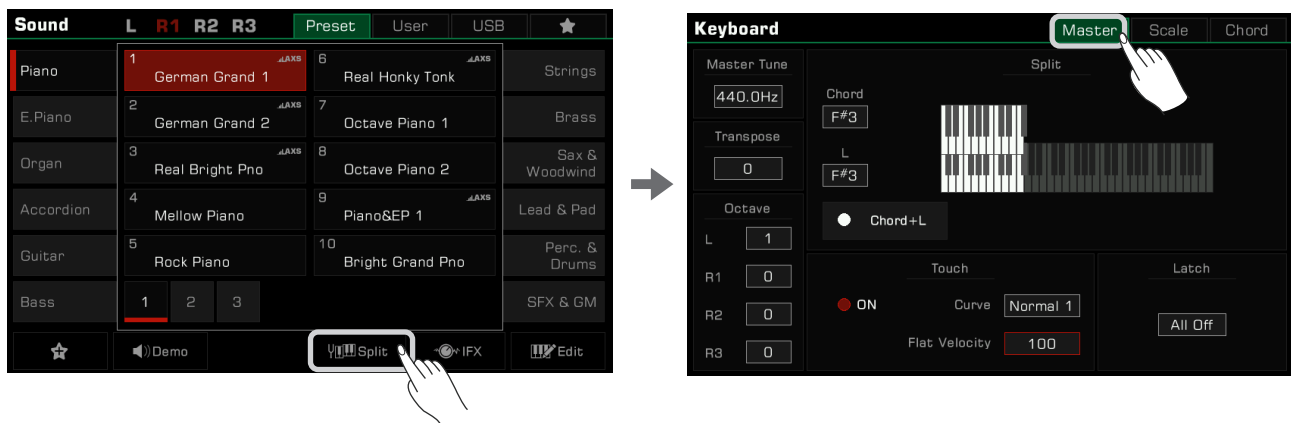 Sound L R1 R2 R3 Preset User USB
Piano
E.Piano
Organ
Accordion
Guitar
Bass
1 AXS
German Grand 1
2 AXS
German Grand 2
3 AXS
Real Bright Pno
4
Mellow Piano
5
Rock Piano
6 AXS
Real Honky Tonk
7
Octave Piano 1
8
Octave Piano 2
9 AXS
Piano&EP 1
10
Bright Grand Pno
1 2 3
Strings
Brass
Sax &
Woodwind
Lead & Pad
Perc. &
Drums
SFX & GM
Demo Split IFX Edit
Keyboard Master Scale Chord
Master Tune
440.0Hz
Transpose
0
Octave
L 1
R1 0
R2 0
R3 0
Split
Chord
F#3
L
F#3
Chord+L
Touch
ON Curve Normal 1
Flat Velocity 100
Latch
All Off